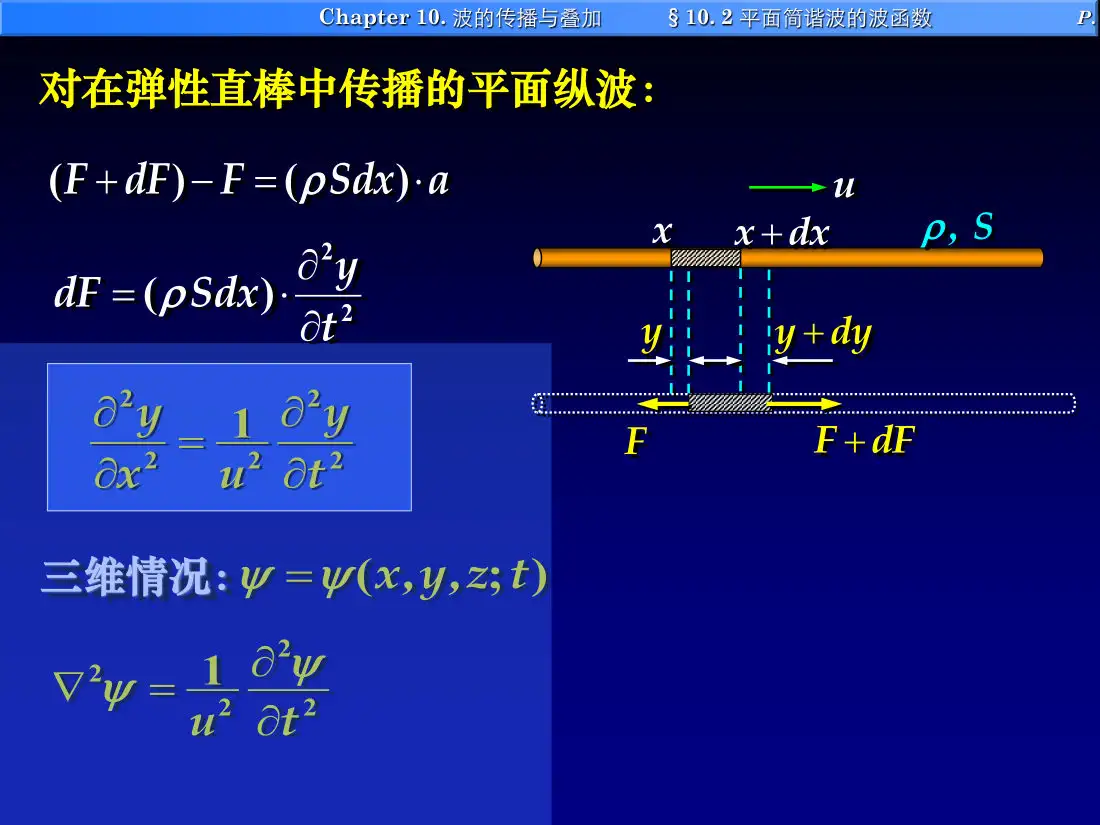 Chapter 10. 波的传播与叠加 § 10. 2 平面简谐波的波函数 P.
对在弹性直棒中传播的平面纵波:
(F + dF) − F = (ρSdx) · a
dF = (ρSdx) · ∂²y/∂t²
∂²y/∂x² = 1/u² ∂²y/∂t²
三维情况: ψ = ψ(x, y, z; t)
∇²ψ = 1/u² ∂²ψ/∂t²
u
x x + dx ρ, S
y y + dy
F F + dF